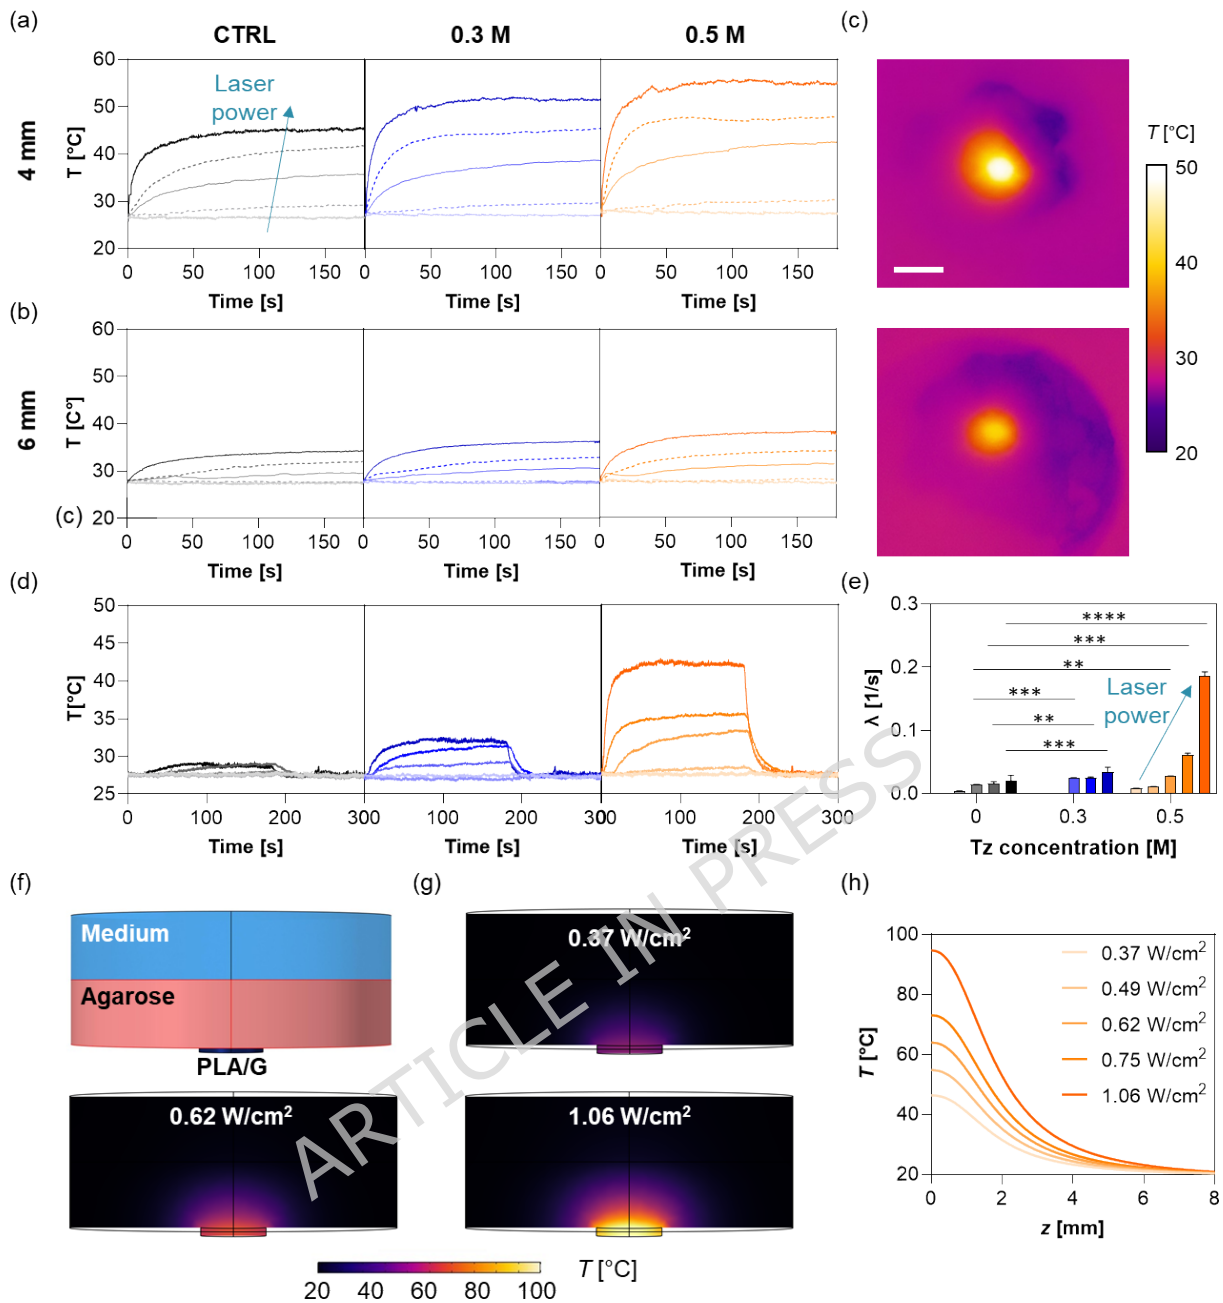 (a)
CTRL
0.3 M
0.5 M
(c)
4 mm
T [°C]
60
50
40
30
20
Laser
power
0
50
100
150
0
50
100
150
0
50
100
150
Time [s]
Time [s]
Time [s]
T [°C]
50
40
30
20
(b)
6 mm
T [C°]
60
50
40
30
20
(c)
0
50
100
150
0
50
100
150
0
50
100
150
Time [s]
Time [s]
Time [s]
(d)
T[°C]
50
45
40
35
30
25
0
100
200
300
100
200
300
100
200
300
Time [s]
Time [s]
Time [s]
(e)
λ [1/s]
0.3
0.2
0.1
0.0
****
***
**
***
**
***
Laser
power
0
0.3
0.5
Tz concentration [M]
(f)
Medium
Agarose
PLA/G
(g)
0.37 W/cm²
0.62 W/cm²
1.06 W/cm²
20
40
60
80
100
T [°C]
(h)
T [°C]
100
80
60
40
20
0.37 W/cm²
0.49 W/cm²
0.62 W/cm²
0.75 W/cm²
1.06 W/cm²
0
2
4
6
8
z [mm]
ARTICLE IN PRESS